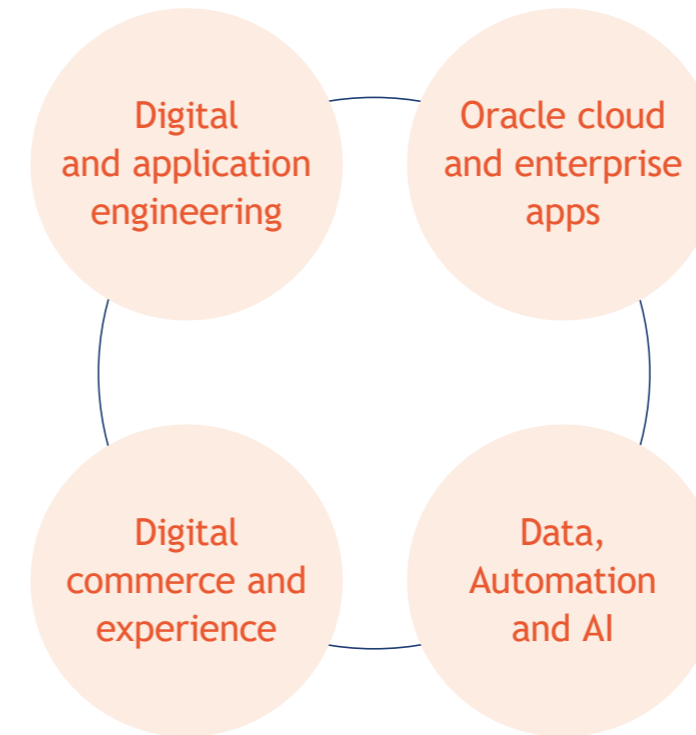 Digital
and application
engineering
Oracle cloud
and enterprise
apps
Digital
commerce and
experience
Data,
Automation
and AI